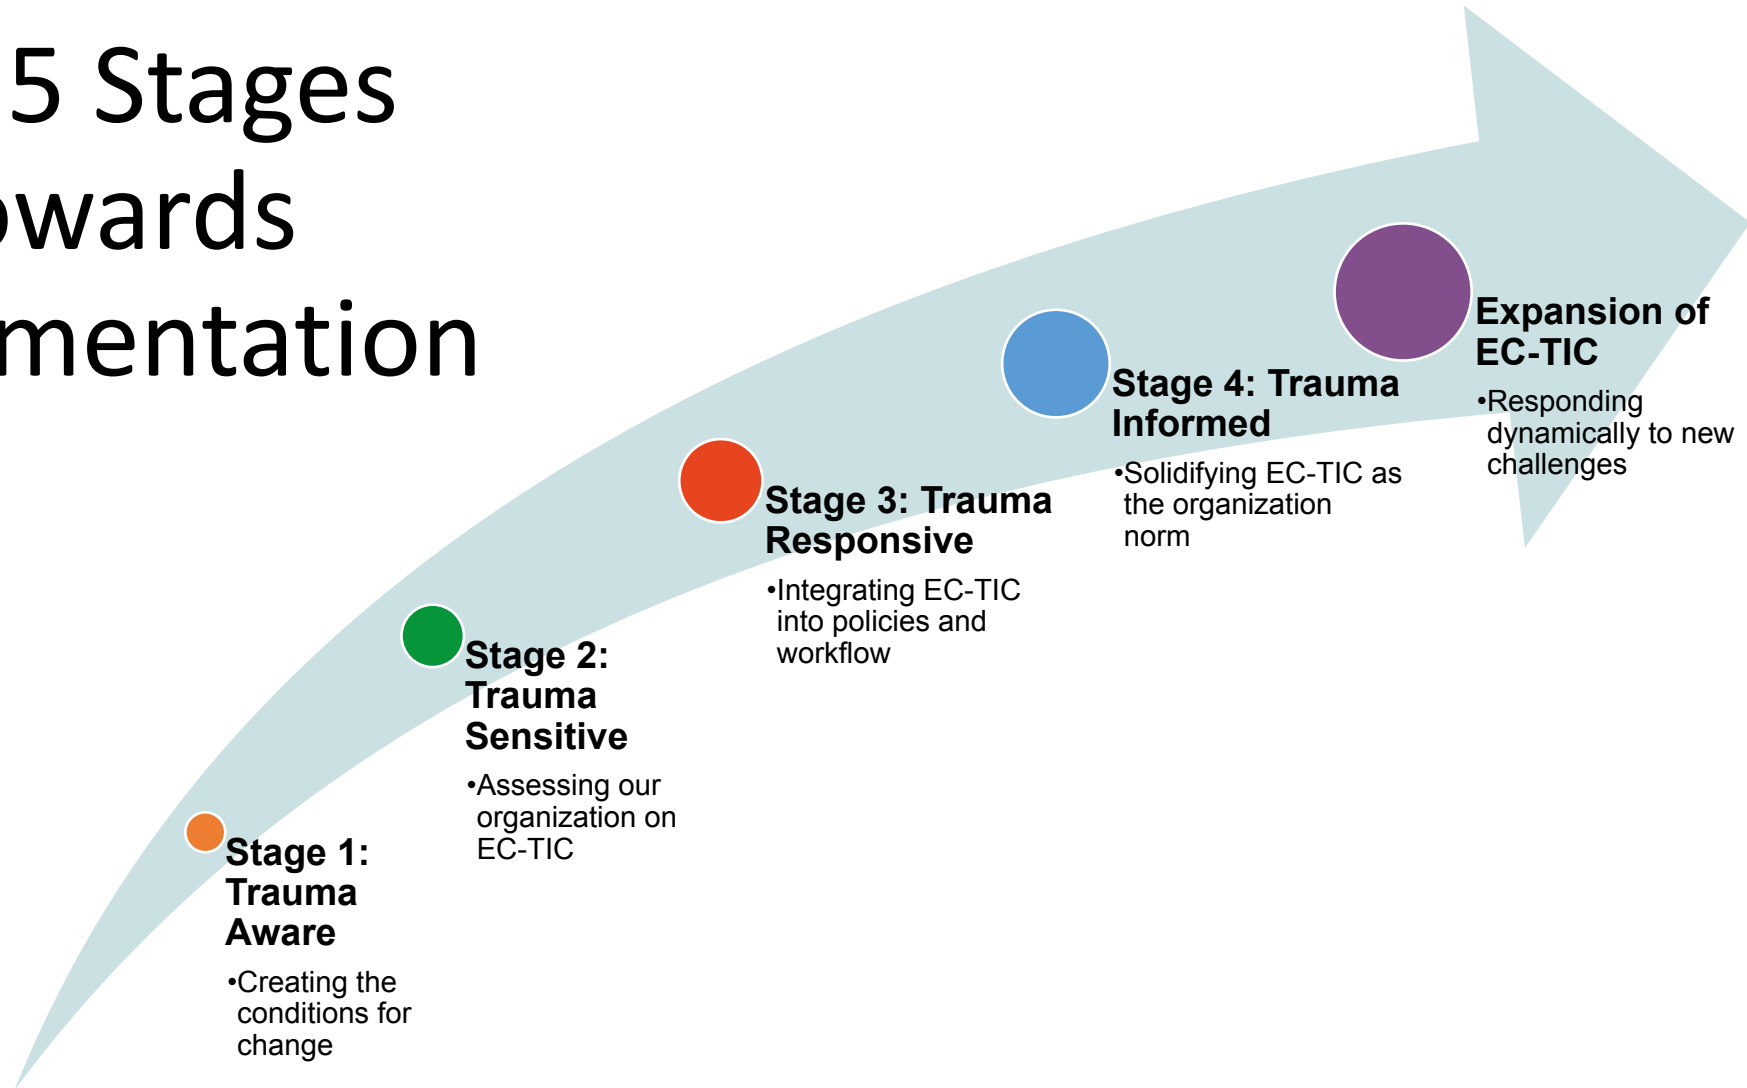 5 Stages
owards
mentation
Stage 1:
Trauma
Aware
•Creating the
conditions for
change
Stage 2:
Trauma
Sensitive
•Assessing our
organization on
EC-TIC
Stage 3: Trauma
Responsive
•Integrating EC-TIC
into policies and
workflow
Stage 4: Trauma
Informed
•Solidifying EC-TIC as
the organization
norm
Expansion of
EC-TIC
•Responding
dynamically to new
challenges